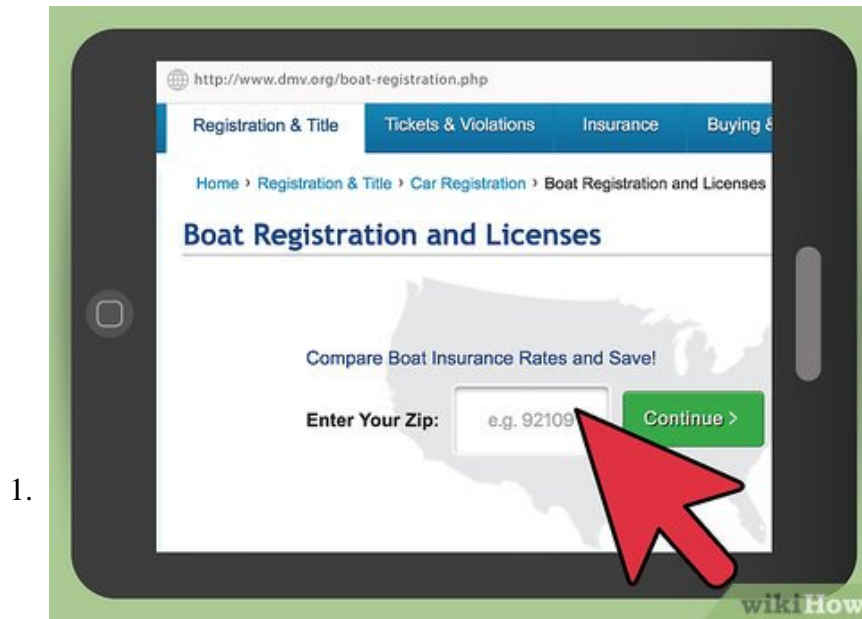 http://www.dmv.org/boat-registration.php
Registration & Title Tickets & Violations Insurance Buying &
Home › Registration & Title › Car Registration › Boat Registration and Licenses
Boat Registration and Licenses
Compare Boat Insurance Rates and Save!
Enter Your Zip: e.g. 92109 Continue >
1.
wikiHow